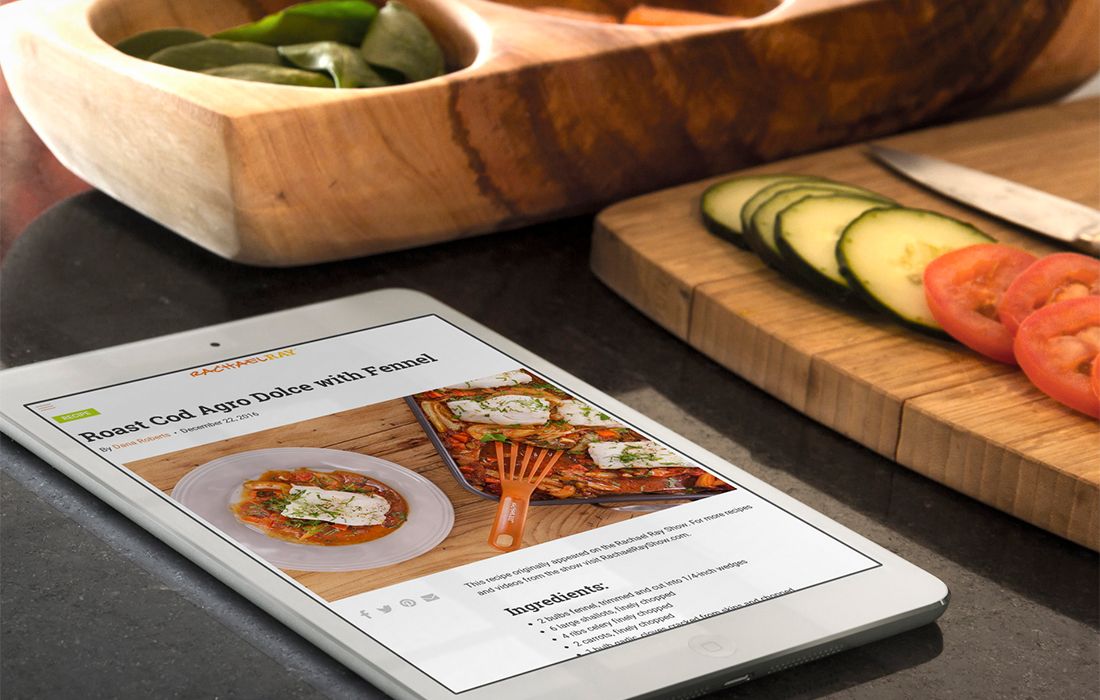 RACHAELRAY
RECIPE
Roast Cod Agro Dolce with Fennel
By Dana Roberts • December 22, 2016
This recipe originally appeared on the Rachael Ray Show. For more recipes
and videos from the show visit RachaelRayShow.com.
Ingredients:
• 2 bulbs fennel, trimmed and cut into 1/4-inch wedges
• 6 large shallots, finely chopped
• 4 ribs celery finely chopped
• 2 carrots, finely chopped
• 1 bulb garlic, cloves cracked from skins and chopped